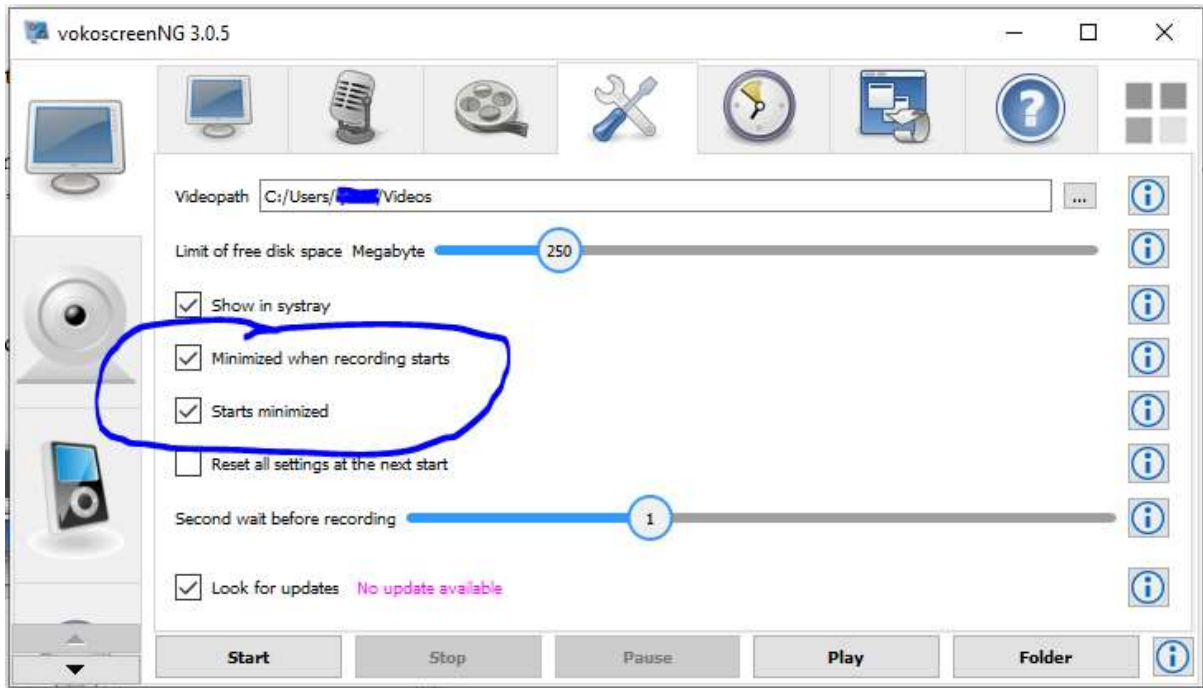 vokoscreenNG 3.0.5
Videopath C:/Users/ /Videos ...
Limit of free disk space Megabyte 250
Show in systray
Minimized when recording starts
Starts minimized
Reset all settings at the next start
Second wait before recording 1
Look for updates No update available
Start Stop Pause Play Folder